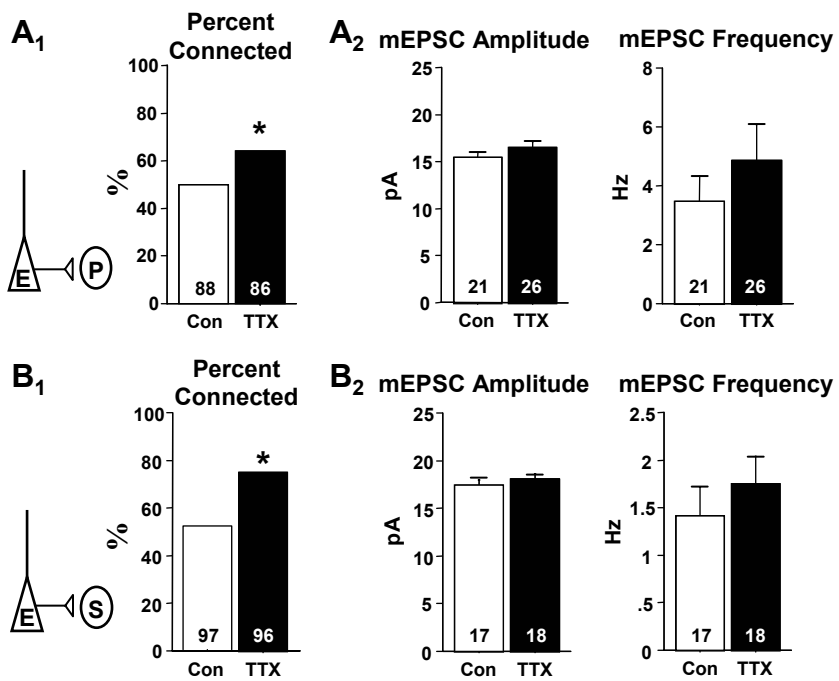 A1
Percent
Connected
100
80
60
40
20
0
%
*
88
86
Con
TTX
E
P
A2
mEPSC Amplitude
25
20
15
10
5
0
pA
21
26
Con
TTX
mEPSC Frequency
8
6
4
2
0
Hz
21
26
Con
TTX
B1
Percent
Connected
100
80
60
40
20
0
%
*
97
96
Con
TTX
E
S
B2
mEPSC Amplitude
25
20
15
10
5
0
pA
17
18
Con
TTX
mEPSC Frequency
2.5
2
1.5
1
.5
0
Hz
17
18
Con
TTX